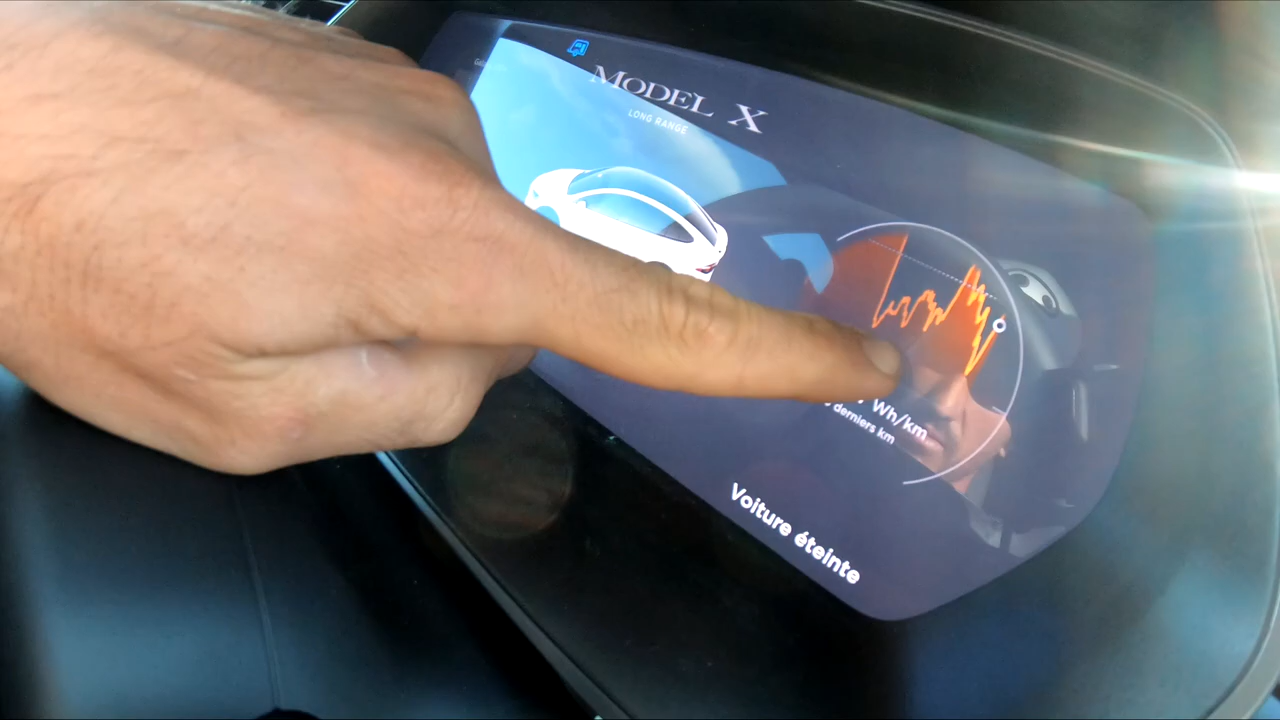 MODEL X
LONG RANGE
Wh/km
derniers km
Voiture éteinte